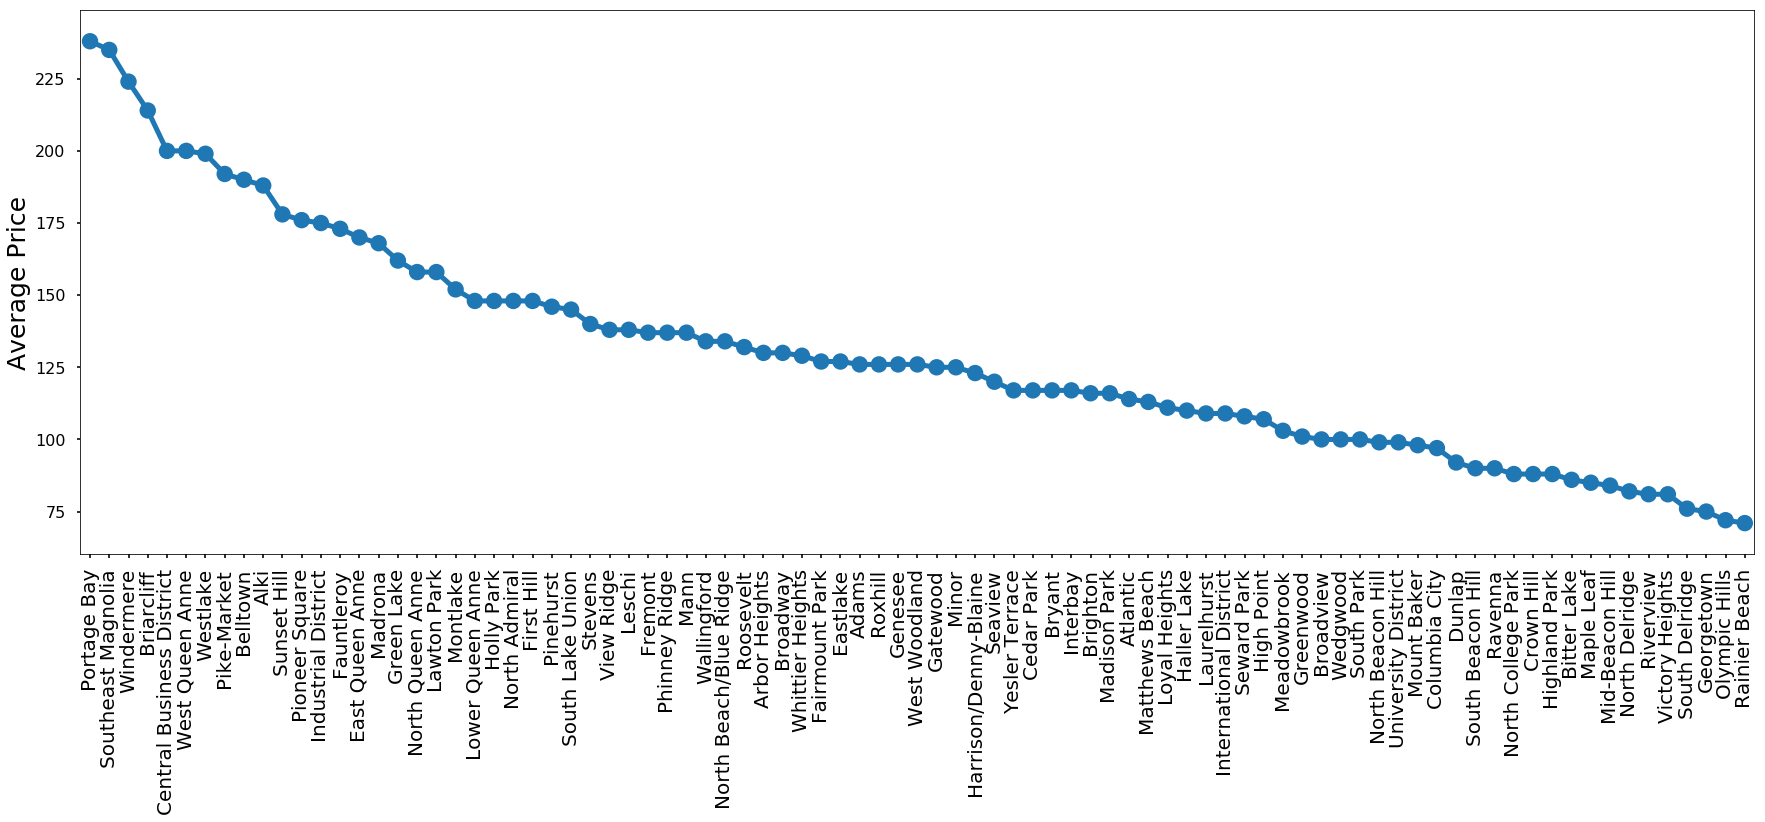 225
200
175
150
125
100
75
Average Price
Portage Bay
Southeast Magnolia
Windermere
Briarcliff
Central Business District
West Queen Anne
Westlake
Pike-Market
Belltown
Alki
Sunset Hill
Pioneer Square
Industrial District
Fauntleroy
East Queen Anne
Madrona
Green Lake
North Queen Anne
Lawton Park
Montlake
Lower Queen Anne
Holly Park
North Admiral
First Hill
Pinehurst
South Lake Union
Stevens
View Ridge
Leschi
Fremont
Phinney Ridge
Mann
Wallingford
North Beach/Blue Ridge
Roosevelt
Arbor Heights
Broadway
Whittier Heights
Fairmount Park
Eastlake
Adams
Roxhill
Genesee
West Woodland
Gatewood
Minor
Harrison/Denny-Blaine
Seaview
Yesler Terrace
Cedar Park
Bryant
Interbay
Brighton
Madison Park
Atlantic
Matthews Beach
Loyal Heights
Haller Lake
Laurelhurst
International District
Seward Park
High Point
Meadowbrook
Greenwood
Broadview
Wedgwood
South Park
North Beacon Hill
University District
Mount Baker
Columbia City
Dunlap
South Beacon Hill
Ravenna
North College Park
Crown Hill
Highland Park
Bitter Lake
Maple Leaf
Mid-Beacon Hill
North Delridge
Riverview
Victory Heights
South Delridge
Georgetown
Olympic Hills
Rainier Beach